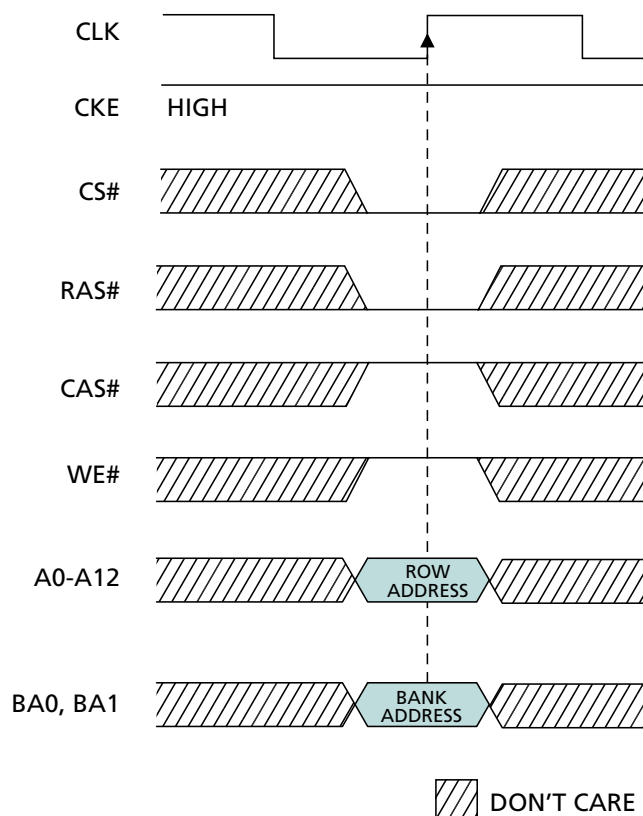 CLK
CKE HIGH
CS#
RAS#
CAS#
WE#
A0-A12 ROW
ADDRESS
BA0, BA1 BANK
ADDRESS
DON'T CARE